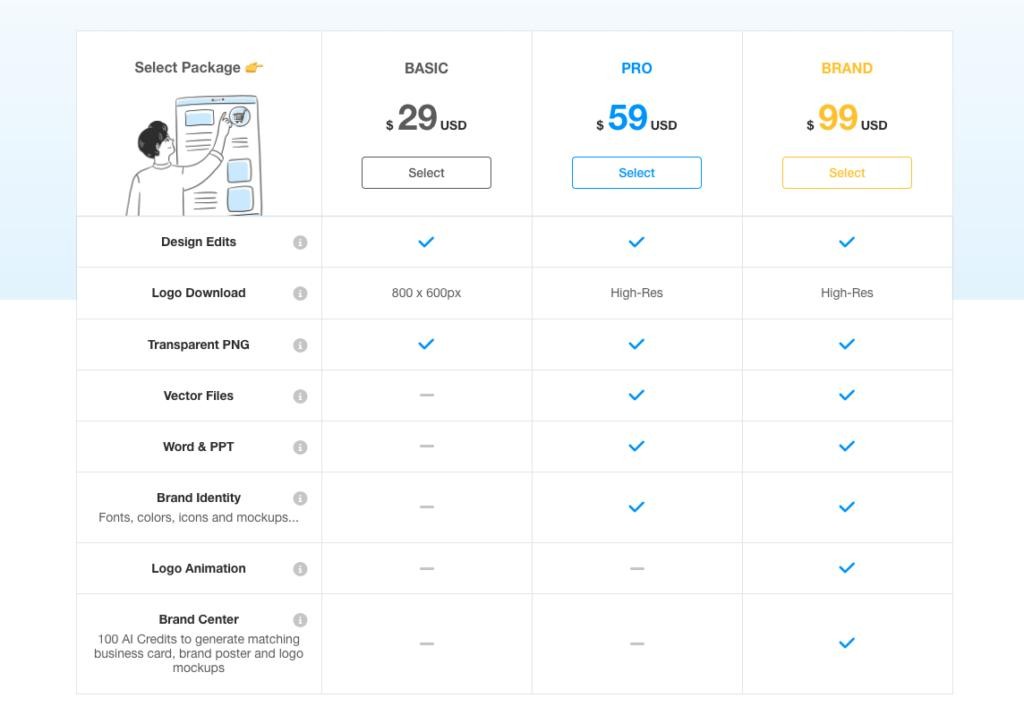 Select Package 👉
BASIC
PRO
BRAND
$ 29 USD
$ 59 USD
$ 99 USD
Select
Select
Select
Design Edits
Logo Download
800 x 600px
High-Res
High-Res
Transparent PNG
Vector Files
Word & PPT
Brand Identity
Fonts, colors, icons and mockups...
Logo Animation
Brand Center
100 AI Credits to generate matching
business card, brand poster and logo
mockups